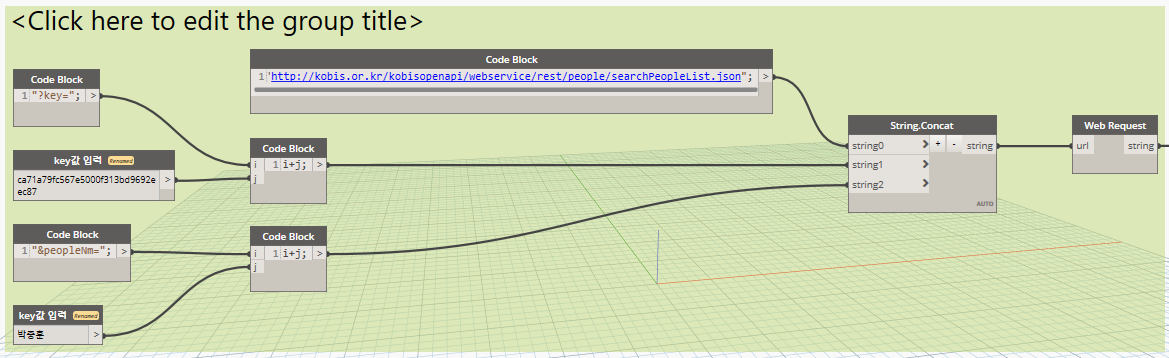 <Click here to edit the group title>
Code Block
1 "?key="; >
key값 입력 Renamed
ca71a79fc567e5000f313bd9692e
ec87
>
Code Block
1 "&peopleNm="; >
key값 입력 Renamed
박중훈 >
Code Block
i 1 i+j; >
j
Code Block
i 1 i+j; >
j
Code Block
1 "http://kobis.or.kr/kobisopenapi/webservice/rest/people/searchPeopleList.json"; >
String.Concat
string0 > + - string
string1 >
string2 >
AUTO
Web Request
url string